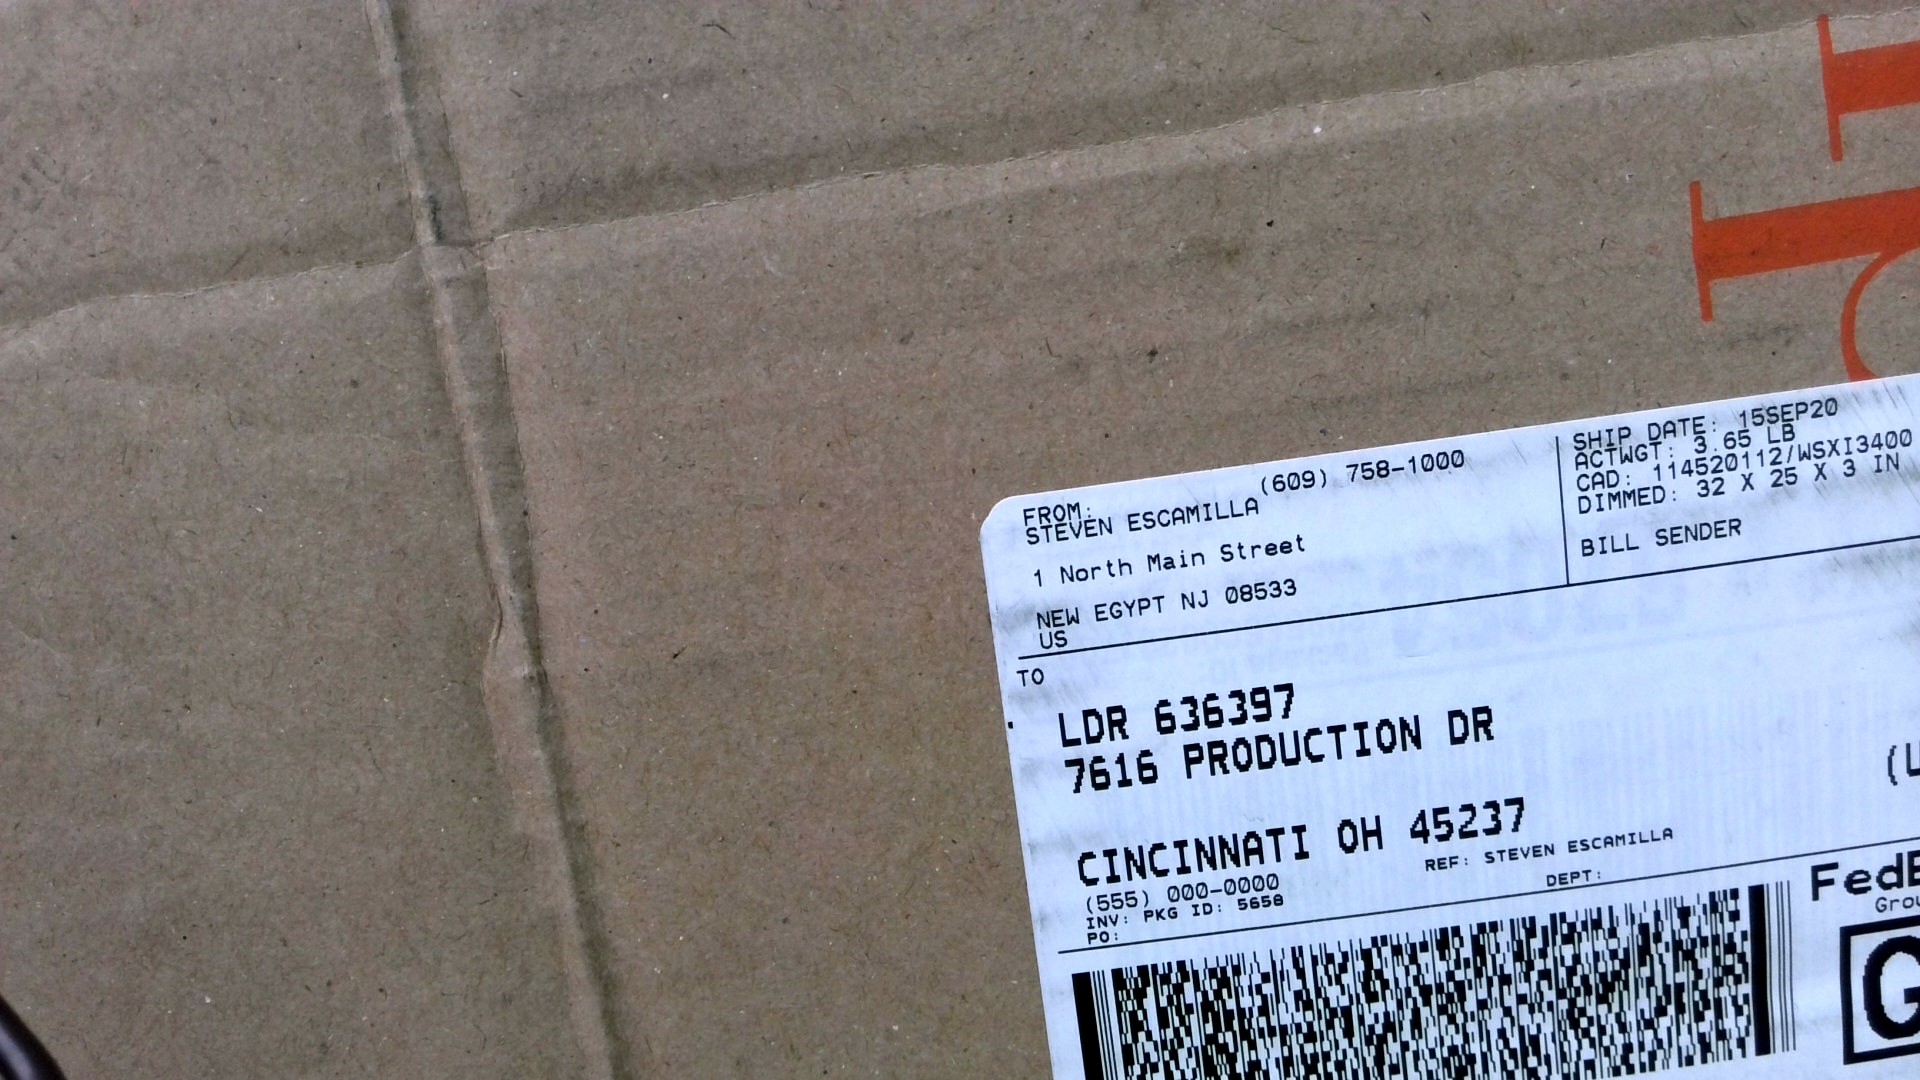 (609) 758-1000
FROM:
STEVEN ESCAMILLA
1 North Main Street
NEW EGYPT NJ 08533
US
SHIP DATE: 15SEP20
ACTWGT: 3.65 LB
CAD: 114520112/WSXI3400
DIMMED: 32 X 25 X 3 IN
BILL SENDER
TO
LDR 636397
7616 PRODUCTION DR
CINCINNATI OH 45237
(555) 000-0000
REF: STEVEN ESCAMILLA
INV: PKG ID: 5658
PO:
DEPT:
FedE
Grou
G